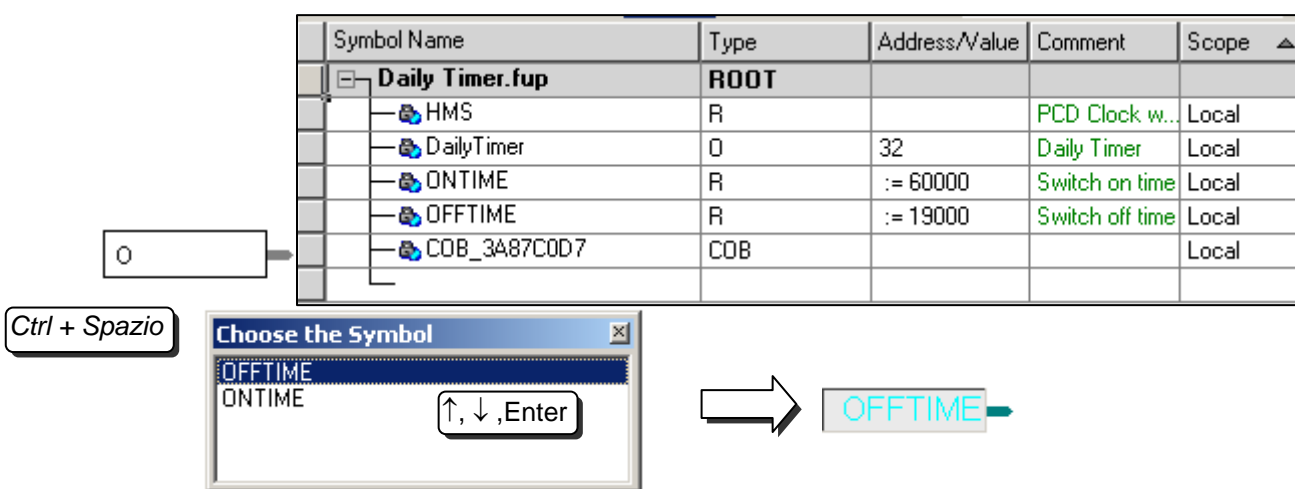 Symbol Name Type Address/Value Comment Scope
Daily Timer.fup ROOT
HMS R PCD Clock w... Local
DailyTimer O 32 Daily Timer Local
ONTIME R := 60000 Switch on time Local
OFFTIME R := 19000 Switch off time Local
O
COB_3A87C0D7 COB Local
Ctrl + Spazio
Choose the Symbol
OFFTIME
ONTIME
↑, ↓ ,Enter
OFFTIME